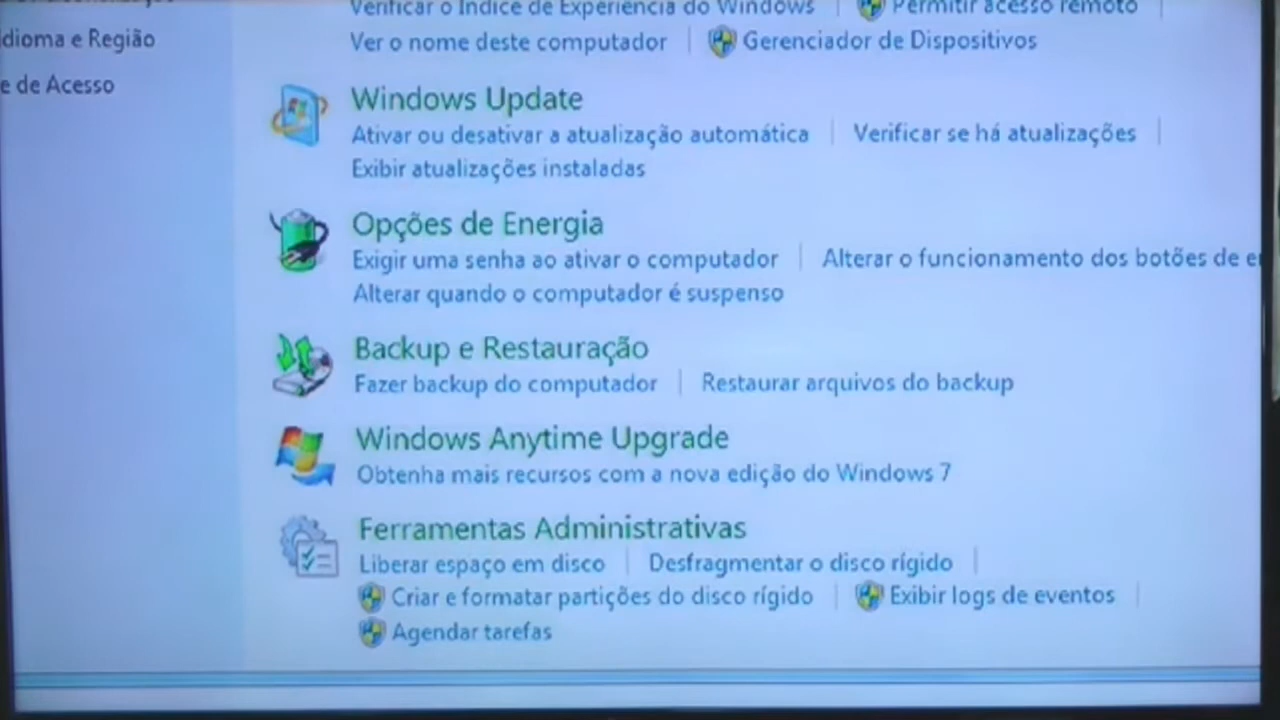 Verificar o Índice de Experiência do Windows | Permitir acesso remoto |
Idioma e Região
Ver o nome deste computador | Gerenciador de Dispositivos
e de Acesso
Windows Update
Ativar ou desativar a atualização automática | Verificar se há atualizações |
Exibir atualizações instaladas
Opções de Energia
Exigir uma senha ao ativar o computador | Alterar o funcionamento dos botões de
Alterar quando o computador é suspenso
Backup e Restauração
Fazer backup do computador | Restaurar arquivos do backup
Windows Anytime Upgrade
Obtenha mais recursos com a nova edição do Windows 7
Ferramentas Administrativas
Liberar espaço em disco | Desfragmentar o disco rígido |
Criar e formatar partições do disco rígido | Exibir logs de eventos |
Agendar tarefas